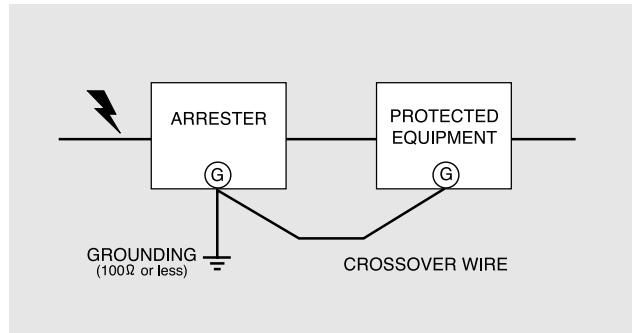 ARRESTER
PROTECTED
EQUIPMENT
G
G
GROUNDING
(100Ω or less)
CROSSOVER WIRE